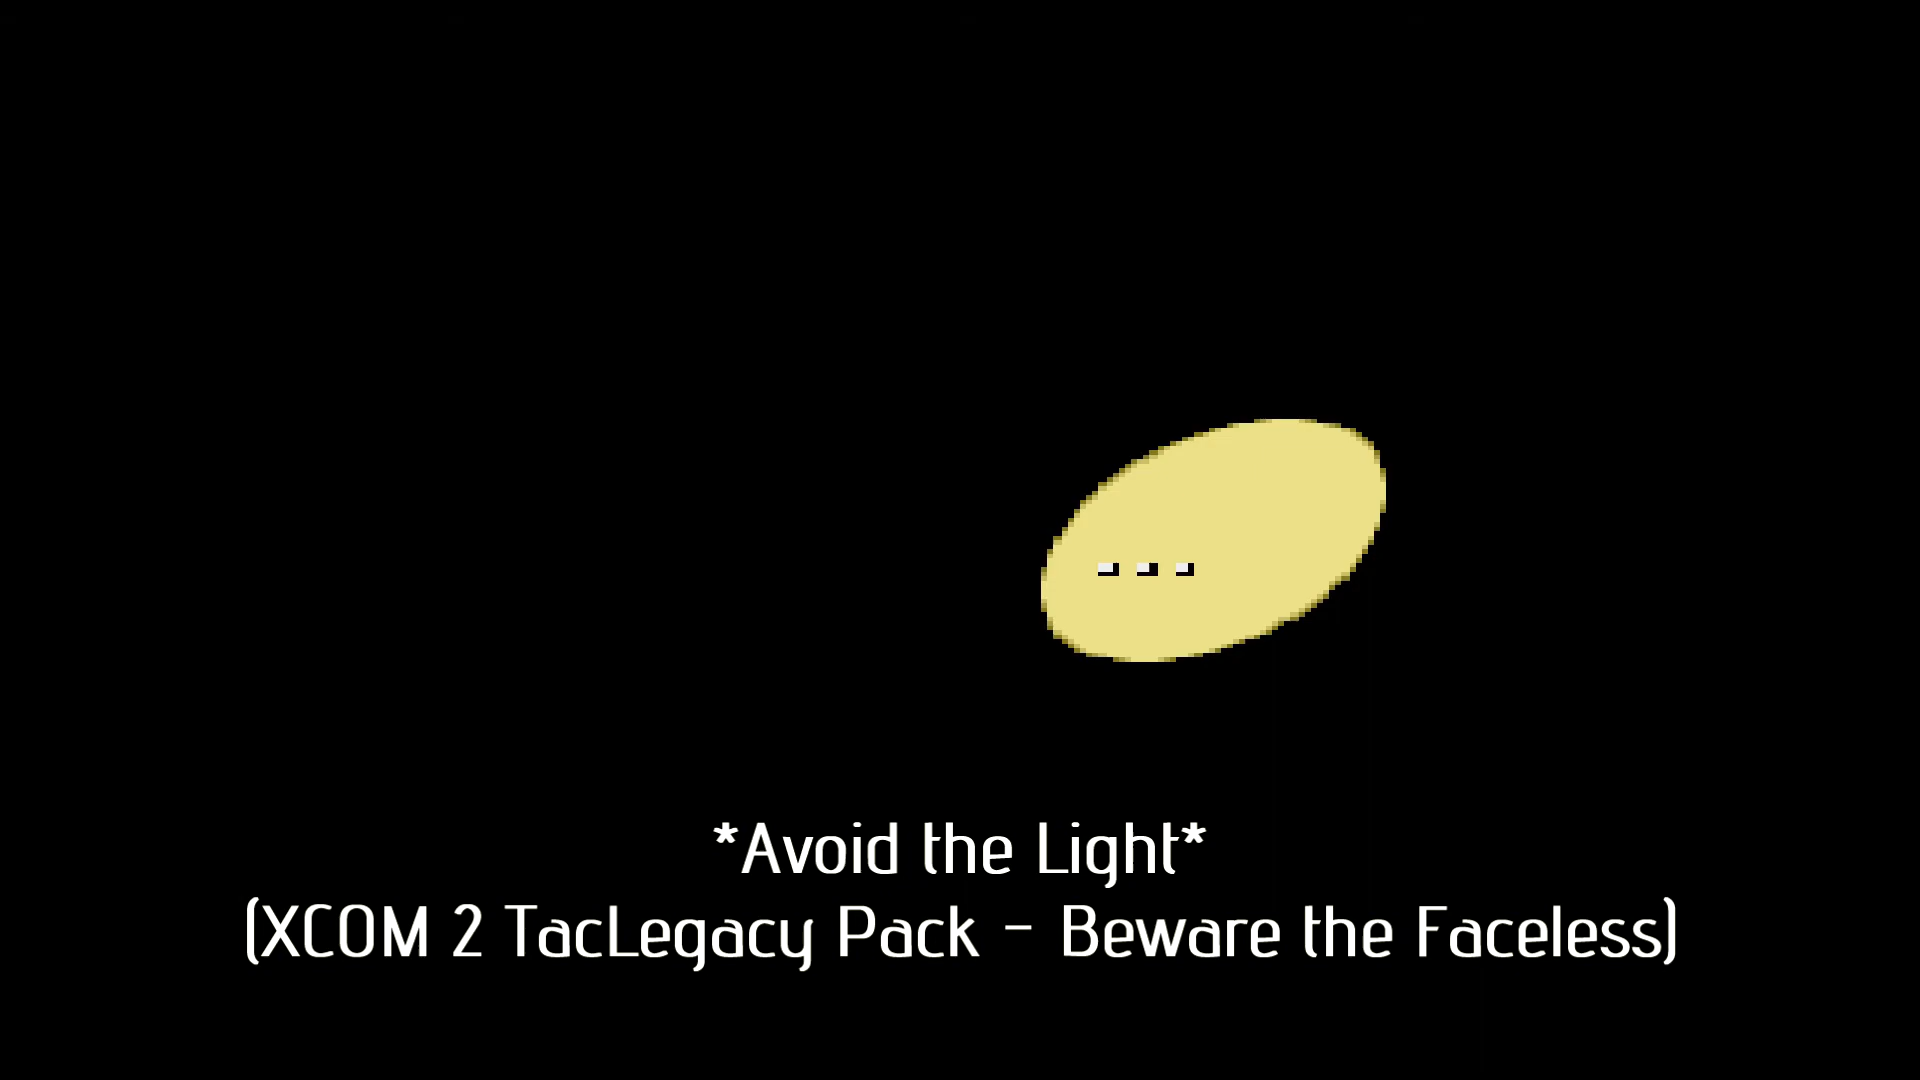 ...
*Avoid the Light*
(XCOM 2 TacLegacy Pack - Beware the Faceless)